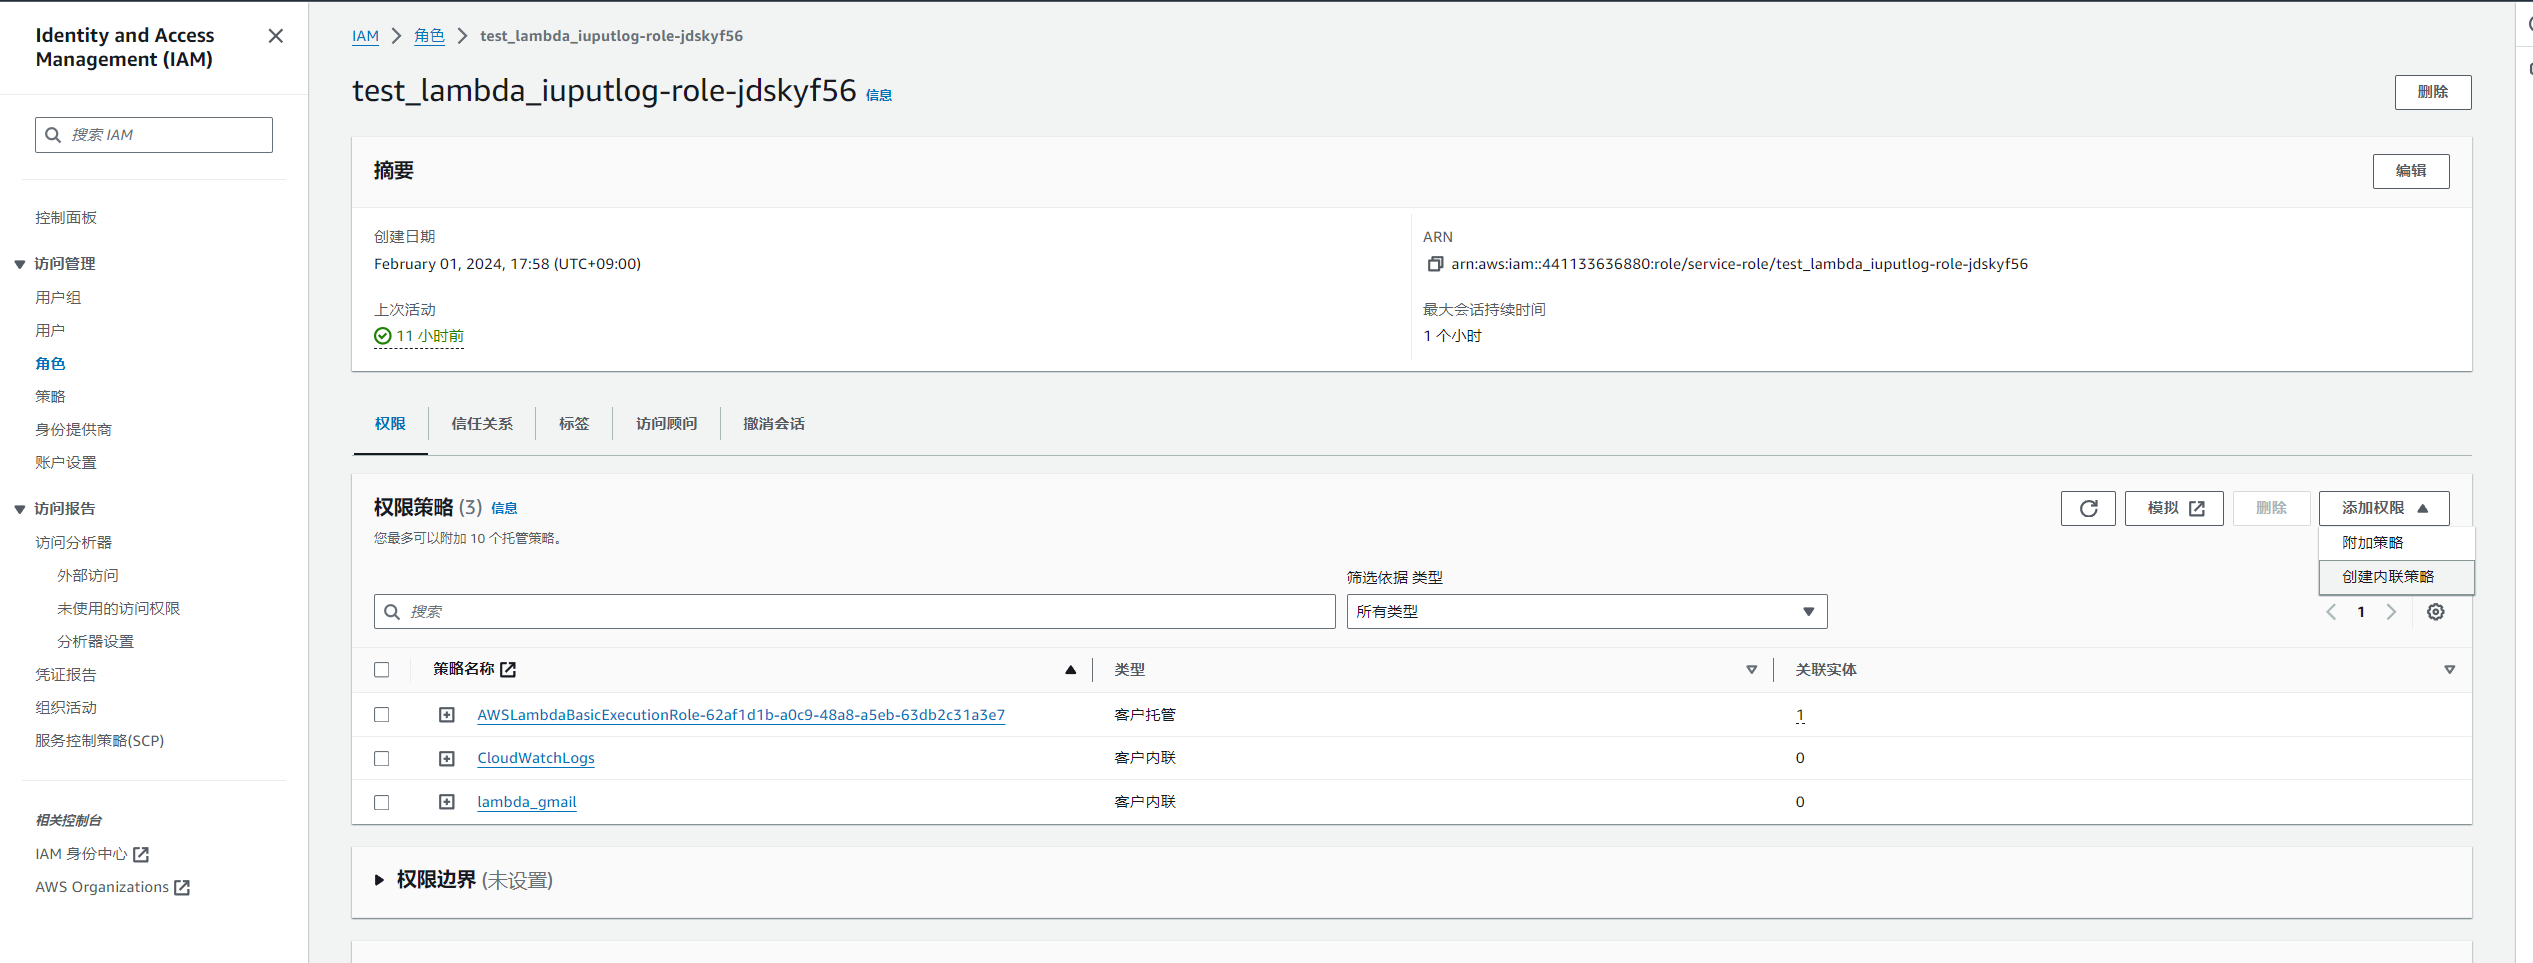 Identity and Access
Management (IAM)
搜索 IAM
控制面板
访问管理
用户组
用户
角色
策略
身份提供商
账户设置
访问报告
访问分析器
外部访问
未使用的访问权限
分析器设置
凭证报告
组织活动
服务控制策略(SCP)
相关控制台
IAM 身份中心
AWS Organizations
IAM
角色
test_lambda_iuputlog-role-jdskyf56
test_lambda_iuputlog-role-jdskyf56 信息
删除
摘要
编辑
创建日期
February 01, 2024, 17:58 (UTC+09:00)
上次活动
11 小时前
ARN
arn:aws:iam::441133636880:role/service-role/test_lambda_iuputlog-role-jdskyf56
最大会话持续时间
1 个小时
权限
信任关系
标签
访问顾问
撤消会话
权限策略 (3) 信息
您最多可以附加 10 个托管策略。
模拟
删除
添加权限
附加策略
创建内联策略
筛选依据 类型
搜索
所有类型
1
策略名称
类型
关联实体
AWSLambdaBasicExecutionRole-62af1d1b-a0c9-48a8-a5eb-63db2c31a3e7
客户托管
1
CloudWatchLogs
客户内联
0
lambda_gmail
客户内联
0
权限边界 (未设置)